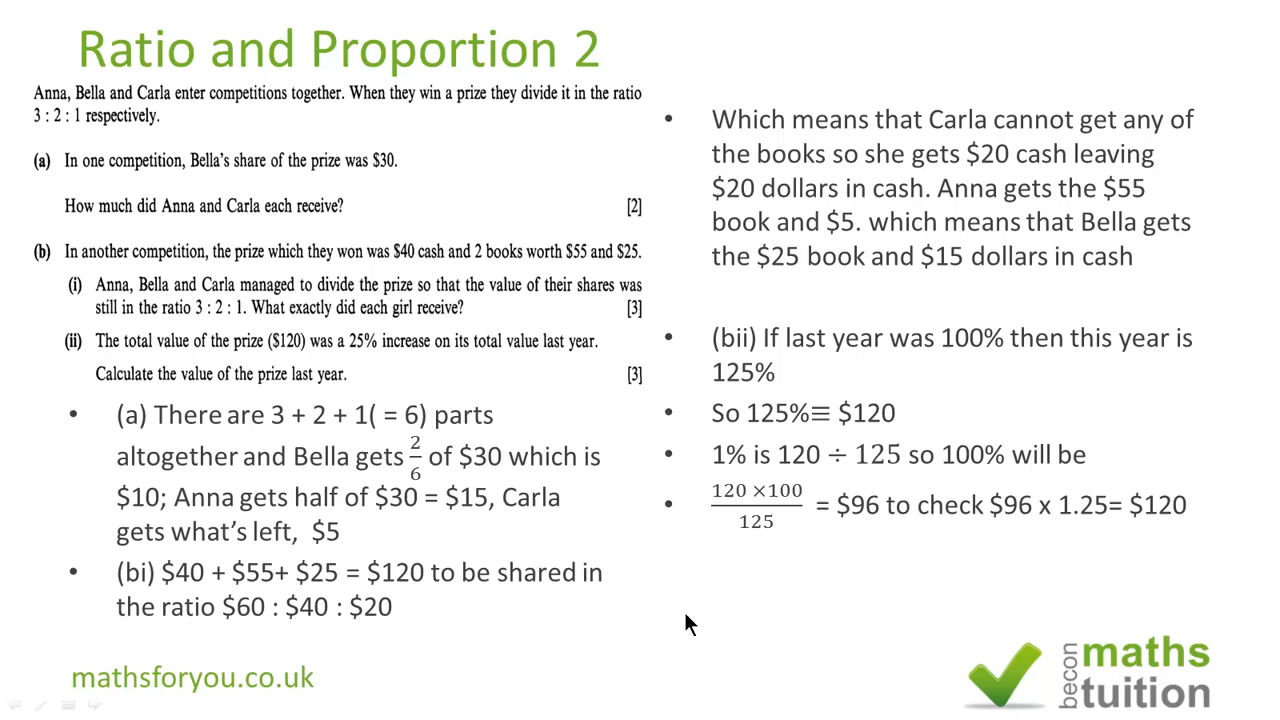 Ratio and Proportion 2
Anna, Bella and Carla enter competitions together. When they win a prize they divide it in the ratio
3 : 2 : 1 respectively.
(a) In one competition, Bella's share of the prize was $30.
How much did Anna and Carla each receive? [2]
(b) In another competition, the prize which they won was $40 cash and 2 books worth $55 and $25.
(i) Anna, Bella and Carla managed to divide the prize so that the value of their shares was
still in the ratio 3 : 2 : 1. What exactly did each girl receive? [3]
(ii) The total value of the prize ($120) was a 25% increase on its total value last year.
Calculate the value of the prize last year. [3]
• (a) There are 3 + 2 + 1( = 6) parts
altogether and Bella gets 2/6 of $30 which is
$10; Anna gets half of $30 = $15, Carla
gets what's left, $5
• (bi) $40 + $55+ $25 = $120 to be shared in
the ratio $60 : $40 : $20
• Which means that Carla cannot get any of
the books so she gets $20 cash leaving
$20 dollars in cash. Anna gets the $55
book and $5. which means that Bella gets
the $25 book and $15 dollars in cash
• (bii) If last year was 100% then this year is
125%
• So 125%≡ $120
• 1% is 120 ÷ 125 so 100% will be
• 120 ×100/125 = $96 to check $96 x 1.25= $120
mathsforyou.co.uk
becon maths
tuition